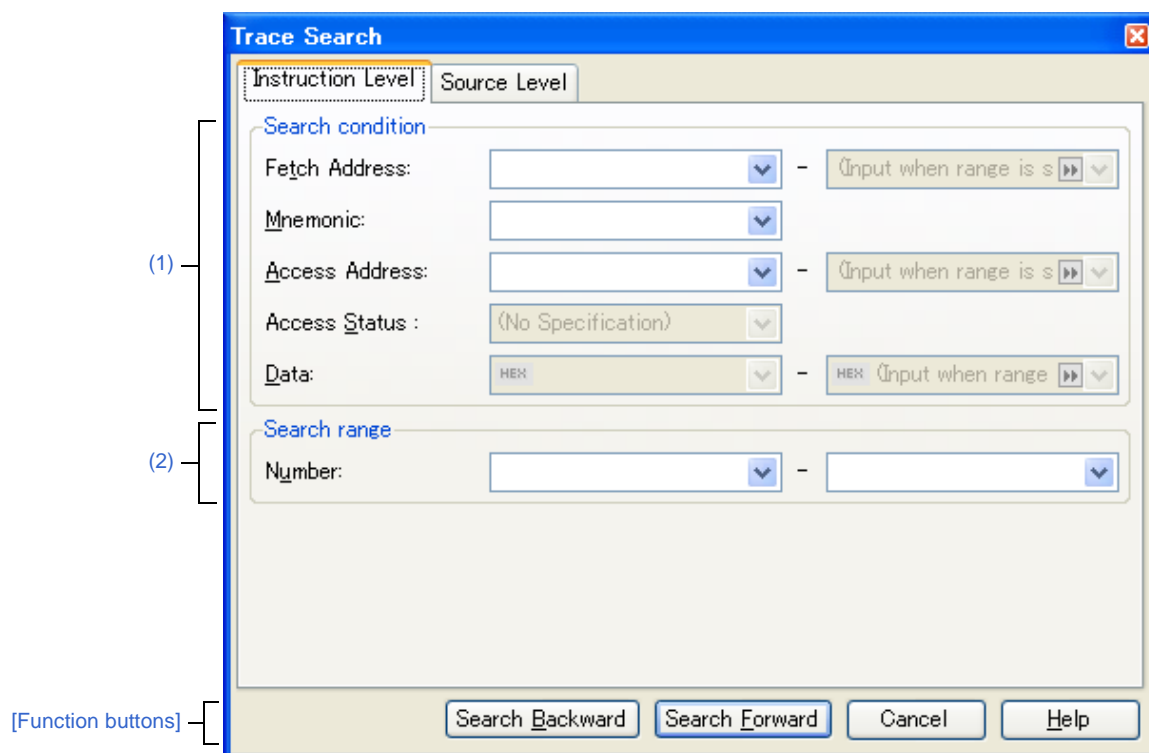 Trace Search
Instruction Level Source Level
Search condition
Fetch Address: - (Input when range is s
Mnemonic:
(1)
Access Address: - (Input when range is s
Access Status : (No Specification)
Data: HEX - HEX (Input when range
Search range
(2)
Number: -
[Function buttons]
Search Backward Search Forward Cancel Help